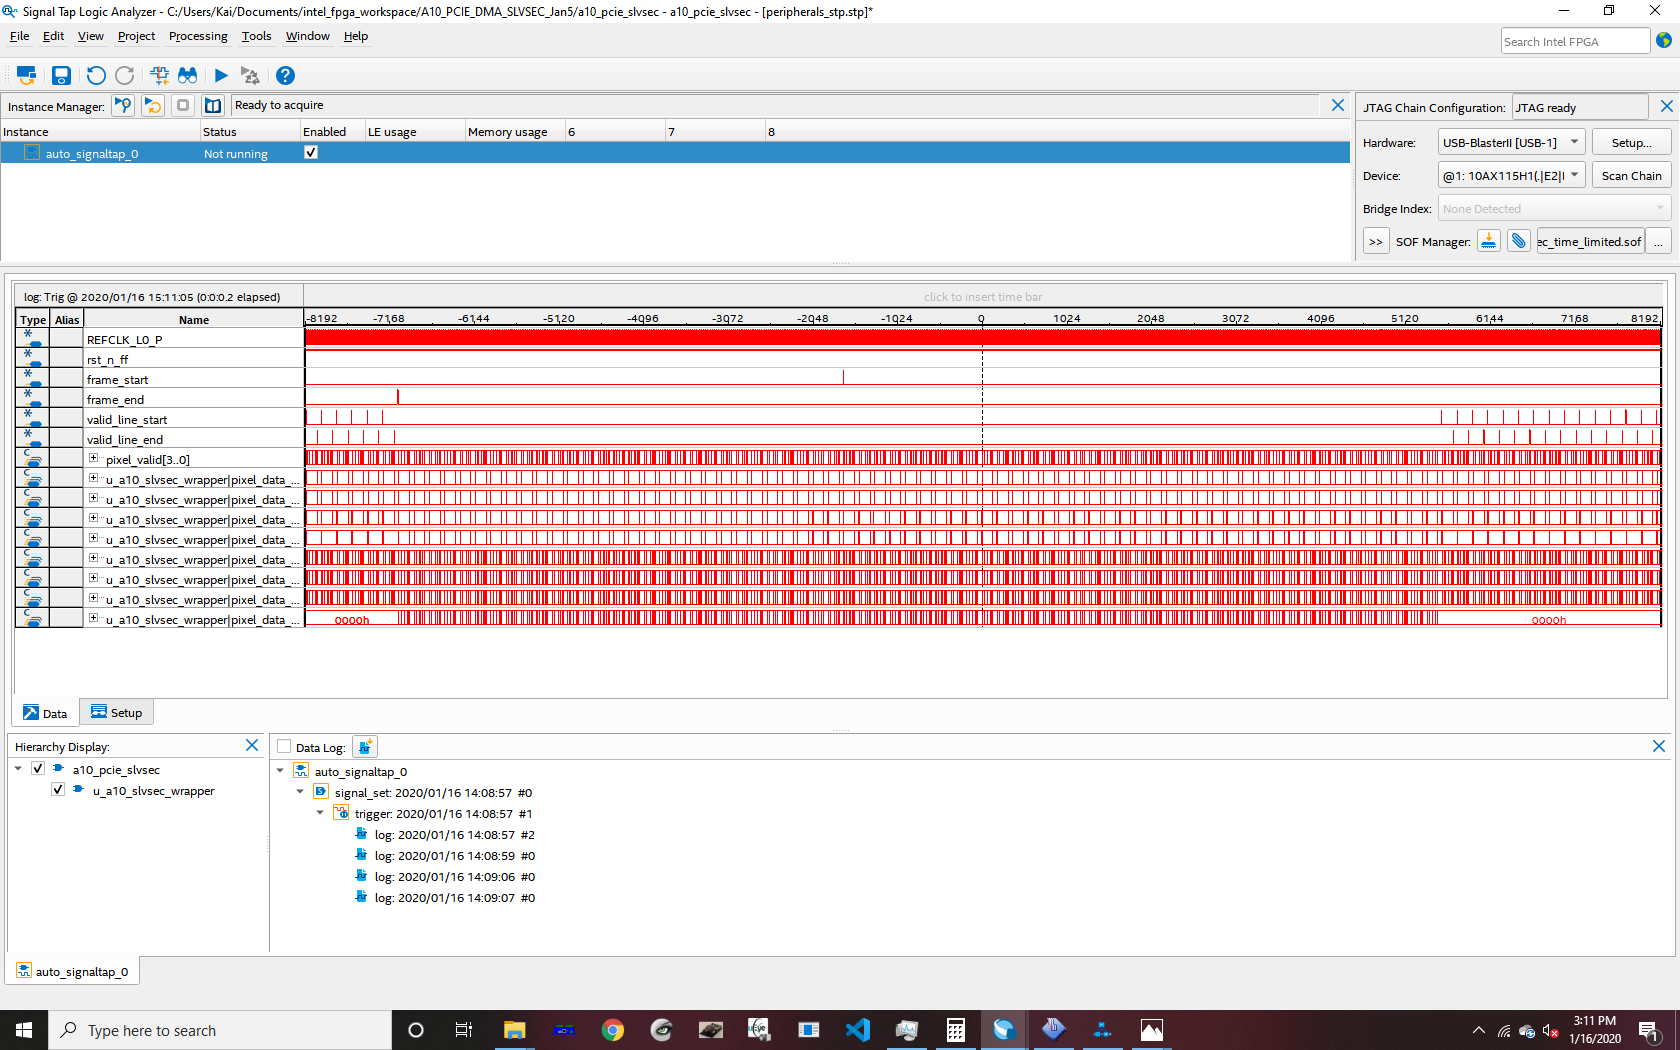 Signal Tap Logic Analyzer - C:/Users/Kai/Documents/intel_fpga_workspace/A10_PCIE_DMA_SLVSEC_Jan5/a10_pcie_slvsec - a10_pcie_slvsec - [peripherals_stp.stp]*
File Edit View Project Processing Tools Window Help
Search Intel FPGA
Instance Manager: Ready to acquire
Instance Status Enabled LE usage Memory usage 6 7 8
auto_signaltap_0 Not running
JTAG Chain Configuration: JTAG ready
Hardware: USB-BlasterII [USB-1] Setup...
Device: @1: 10AX115H1(.|E2|I Scan Chain
Bridge Index: None Detected
>> SOF Manager: ec_time_limited.sof ...
log: Trig @ 2020/01/16 15:11:05 (0:0:0.2 elapsed) click to insert time bar
Type Alias Name -8192 -7168 -6144 -5120 -4096 -3072 -2048 -1024 0 1024 2048 3072 4096 5120 6144 7168 8192
REFCLK_L0_P
rst_n_ff
frame_start
frame_end
valid_line_start
valid_line_end
pixel_valid[3..0]
u_a10_slvsec_wrapper|pixel_data_...
u_a10_slvsec_wrapper|pixel_data_...
u_a10_slvsec_wrapper|pixel_data_...
u_a10_slvsec_wrapper|pixel_data_...
u_a10_slvsec_wrapper|pixel_data_...
u_a10_slvsec_wrapper|pixel_data_...
u_a10_slvsec_wrapper|pixel_data_...
u_a10_slvsec_wrapper|pixel_data_... 0000h 0000h
Data Setup
Hierarchy Display:
a10_pcie_slvsec
u_a10_slvsec_wrapper
Data Log:
auto_signaltap_0
signal_set: 2020/01/16 14:08:57 #0
trigger: 2020/01/16 14:08:57 #1
log: 2020/01/16 14:08:57 #2
log: 2020/01/16 14:08:59 #0
log: 2020/01/16 14:09:06 #0
log: 2020/01/16 14:09:07 #0
auto_signaltap_0
Type here to search
3:11 PM
1/16/2020
1